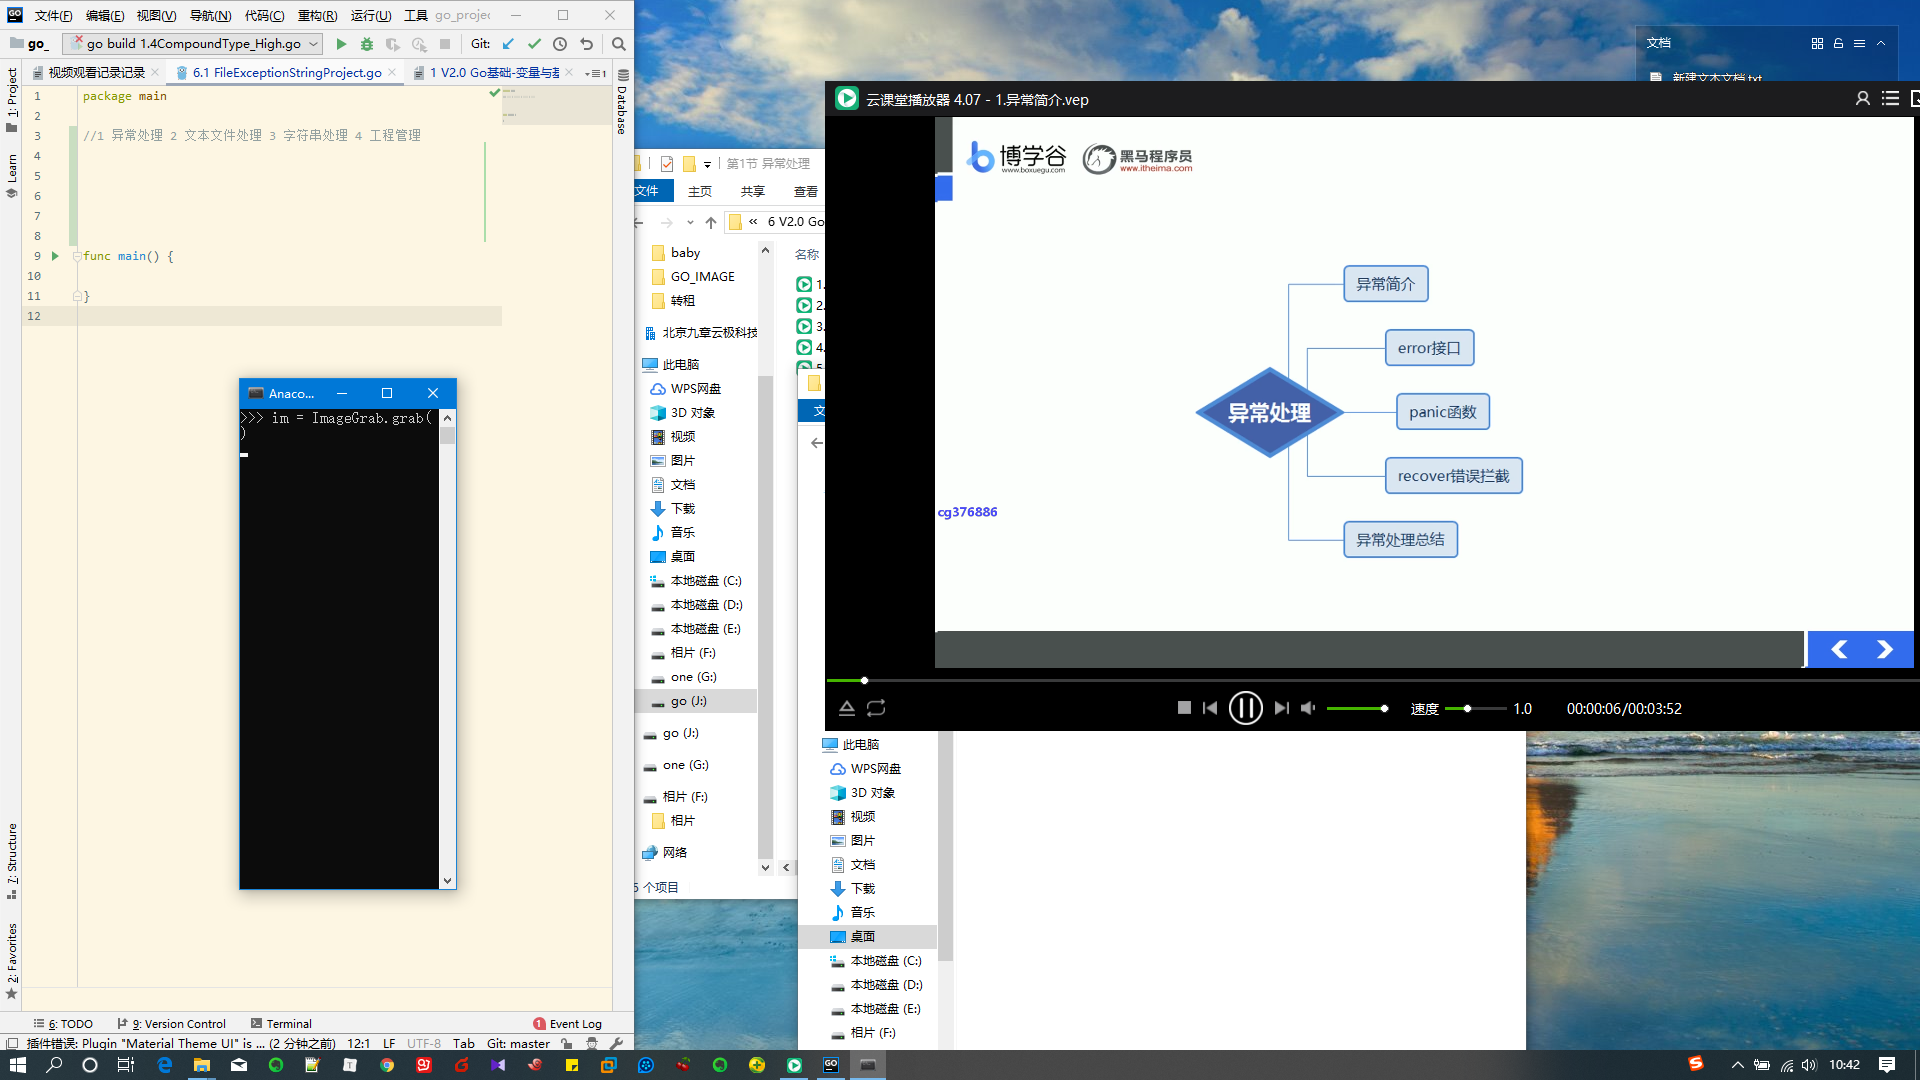 文件(F) 编辑(E) 视图(V) 导航(N) 代码(C) 重构(R) 运行(U) 工具 go_projec
go_ go build 1.4CompoundType_High.go Git:
视频观看记录记录 6.1 FileExceptionStringProject.go 1 V2.0 Go基础-变量与基
1: Project
Learn
7: Structure
2: Favorites
Database
1 package main
2
3 //1 异常处理 2 文本文件处理 3 字符串处理 4 工程管理
4
5
6
7
8
9 func main() {
10
11 }
12
Anaco...
>>> im = ImageGrab.grab(
)
6: TODO 9: Version Control Terminal 1 Event Log
插件错误: Plugin "Material Theme UI" is ... (2 分钟之前) 12:1 LF UTF-8 Tab Git: master
第1节 异常处理
文件 主页 共享 查看
« 6 V2.0 Go
名称
baby
GO_IMAGE
转租
北京九章云极科技
此电脑
WPS网盘
3D 对象
视频
图片
文档
下载
音乐
桌面
本地磁盘 (C:)
本地磁盘 (D:)
本地磁盘 (E:)
相片 (F:)
one (G:)
go (J:)
go (J:)
one (G:)
相片 (F:)
相片
网络
1.
2.
3.
4.
5
5 个项目
文
此电脑
WPS网盘
3D 对象
视频
图片
文档
下载
音乐
桌面
本地磁盘 (C:)
本地磁盘 (D:)
本地磁盘 (E:)
相片 (F:)
文档
新建文本文档.txt
云课堂播放器 4.07 - 1.异常简介.vep
博学谷
www.boxuegu.com
黑马程序员
www.itheima.com
异常处理
异常简介
error接口
panic函数
recover错误拦截
异常处理总结
cg376886
速度 1.0 00:00:06/00:03:52
10:42